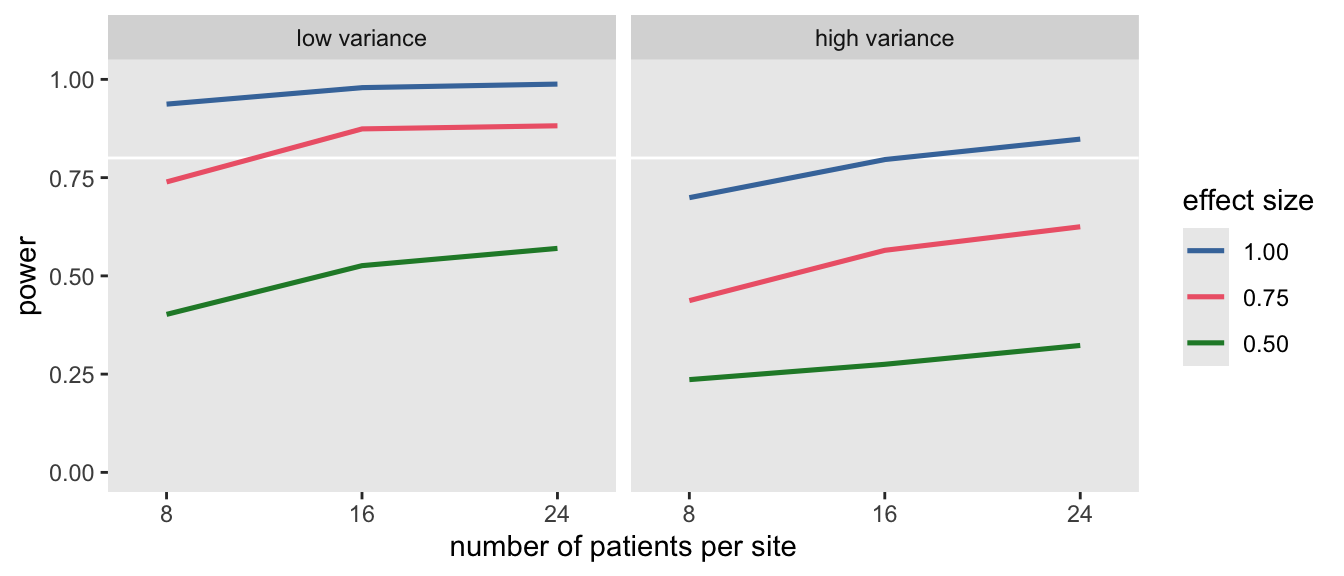 low variance
high variance
power
1.00
0.75
0.50
0.25
0.00
8 16 24
8 16 24
number of patients per site
effect size
1.00
0.75
0.50